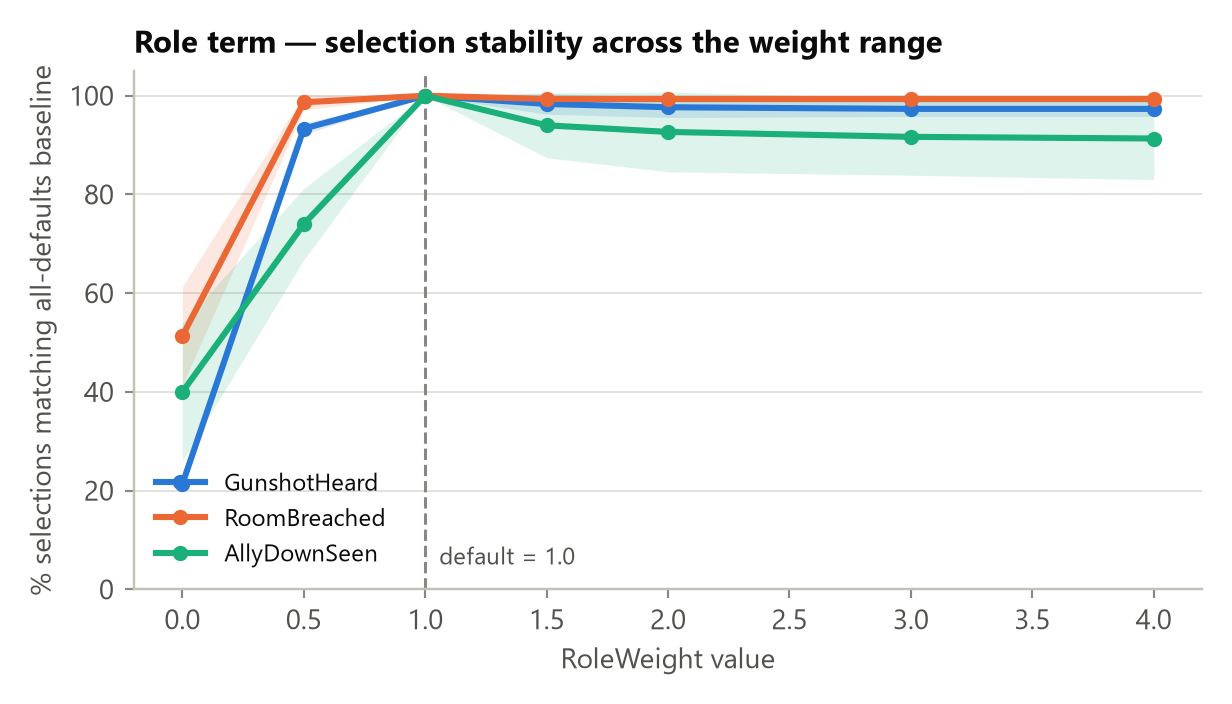 Role term — selection stability across the weight range
% selections matching all-defaults baseline
100
80
60
40
20
0
GunshotHeard
RoomBreached
AllyDownSeen
default = 1.0
0.0 0.5 1.0 1.5 2.0 2.5 3.0 3.5 4.0
RoleWeight value